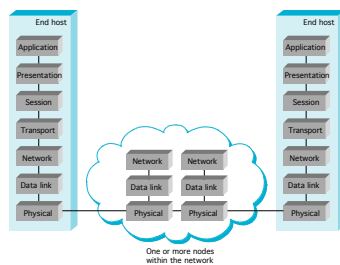 End host
Application
Presentation
Session
Transport
Network
Data link
Physical
Network
Data link
Physical
Network
Data link
Physical
One or more nodes
within the network
End host
Application
Presentation
Session
Transport
Network
Data link
Physical